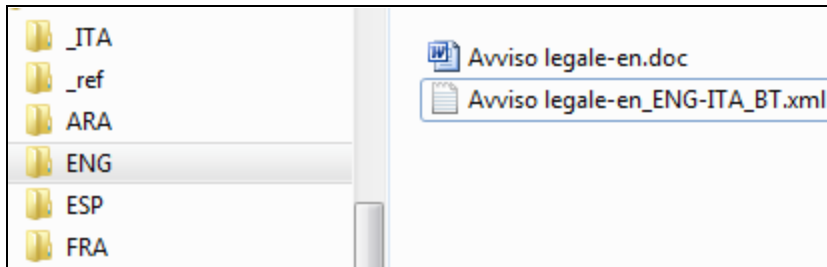 _ITA
_ref
ARA
ENG
ESP
FRA
Avviso legale-en.doc
Avviso legale-en_ENG-ITA_BT.xml